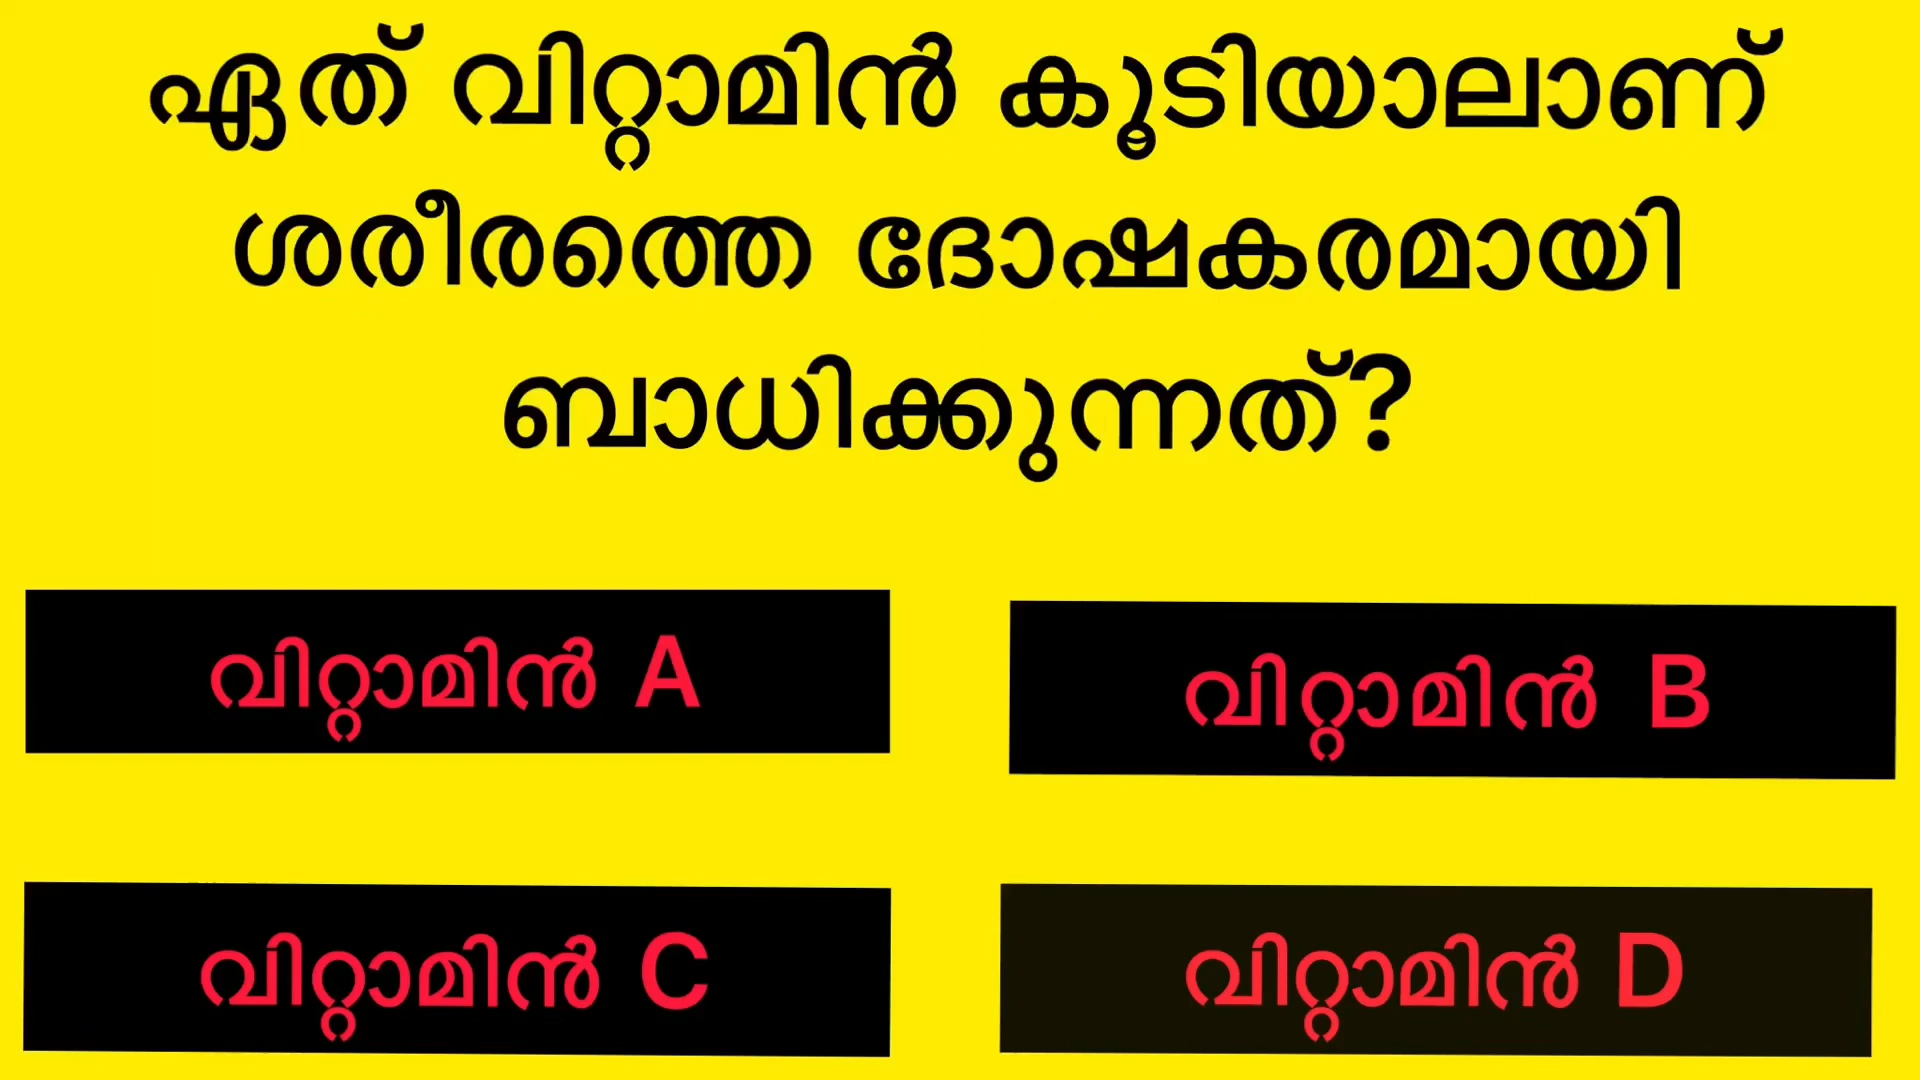 ഏത് വിറ്റാമിൻ കൂടിയാലാണ്
ശരീരത്തെ ദോഷകരമായി
ബാധിക്കുന്നത്?
വിറ്റാമിൻ A
വിറ്റാമിൻ B
വിറ്റാമിൻ C
വിറ്റാമിൻ D